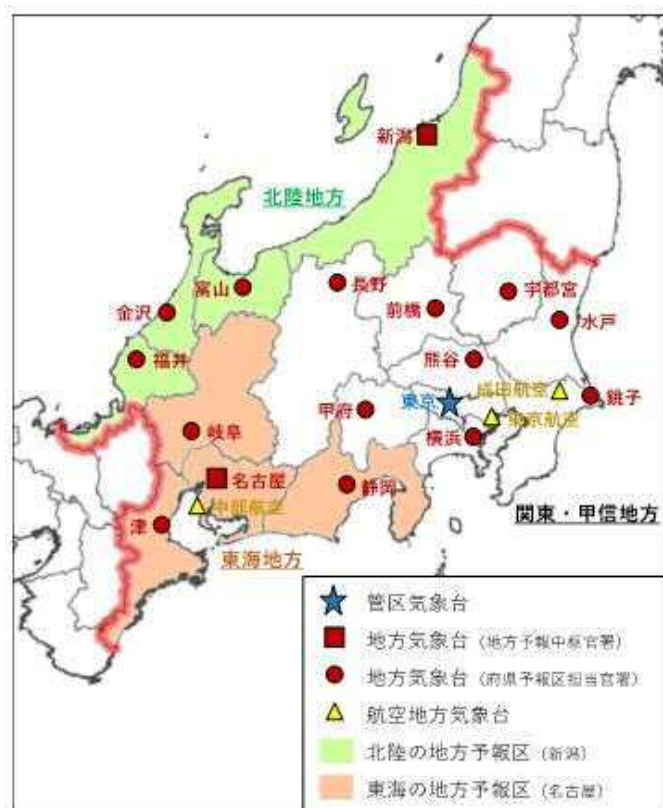 新潟
北陸地方
富山
長野
宇都宮
金沢
前橋
水戸
福井
熊谷
成田航空
東京
銚子
甲府
東京航空
岐阜
横浜
名古屋
静岡
中部航空
関東・甲信地方
津
東海地方
管区気象台
地方気象台（地方予報中枢官署）
地方気象台（府県予報区担当官署）
航空地方気象台
北陸の地方予報区（新潟）
東海の地方予報区（名古屋）